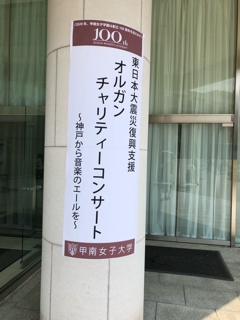 100th
東日本大震災復興支援
オルガン
チャリティーコンサート
～神戸から音楽のエールを～
甲南女子大学